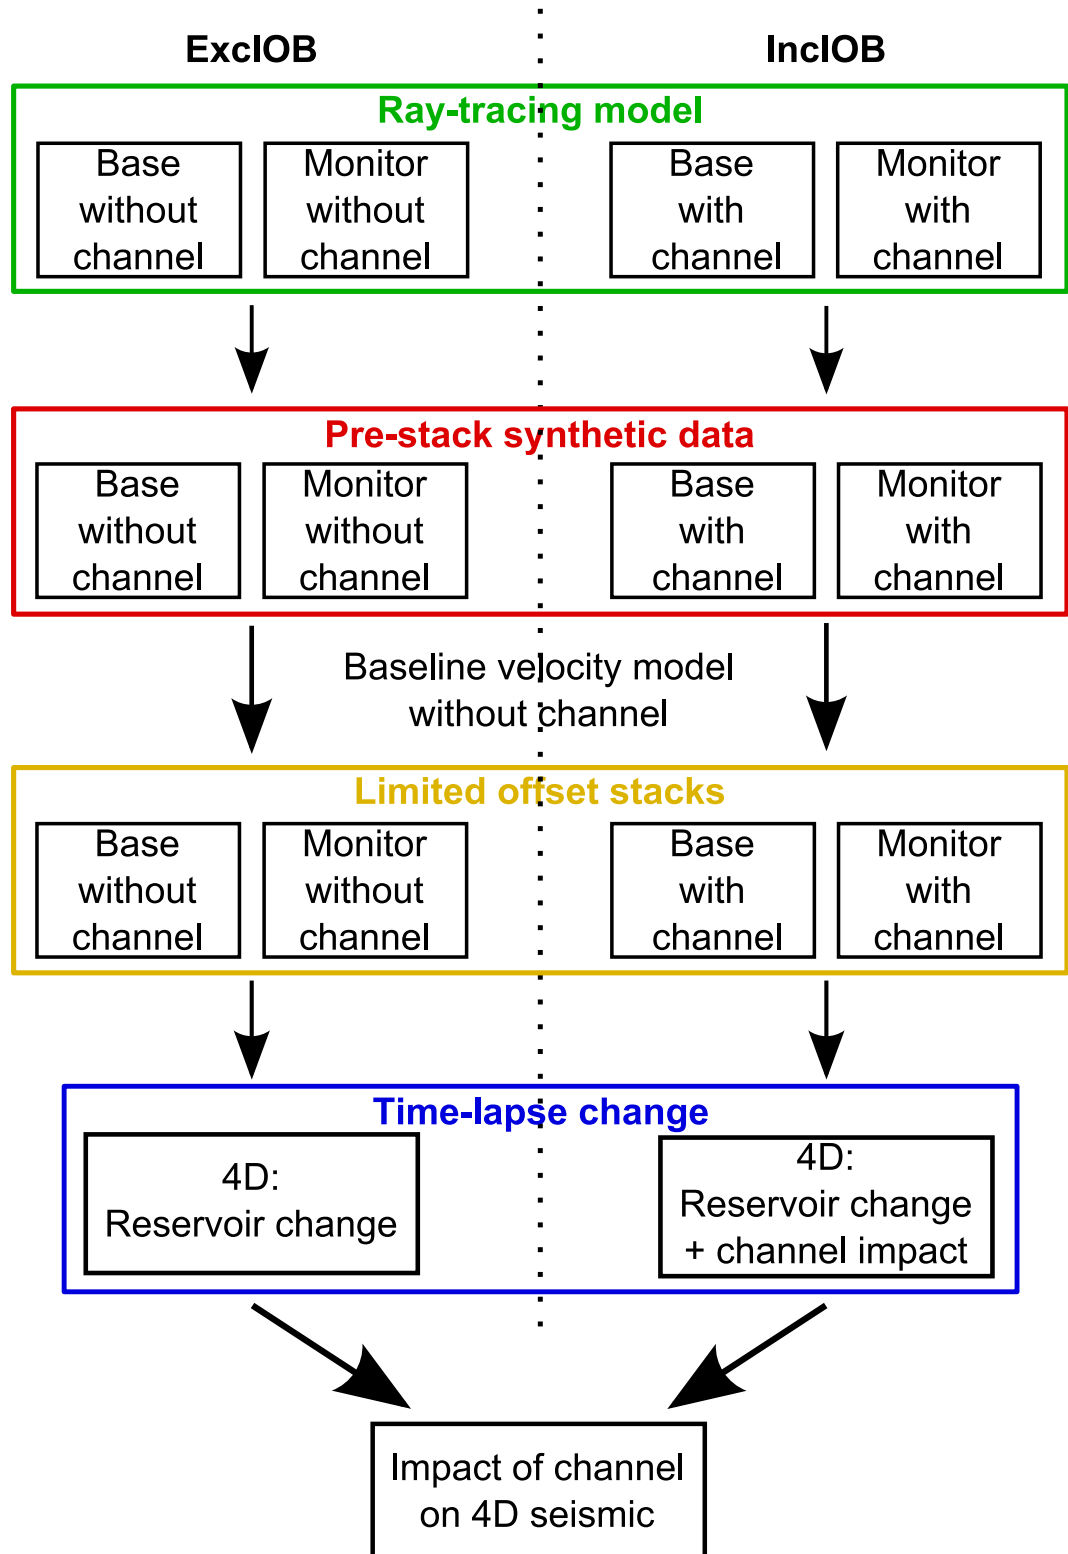 ExclOB
InclOB
Ray-tracing model
Base
without
channel
Monitor
without
channel
Base
with
channel
Monitor
with
channel
Pre-stack synthetic data
Base
without
channel
Monitor
without
channel
Base
with
channel
Monitor
with
channel
Baseline velocity model
without channel
Limited offset stacks
Base
without
channel
Monitor
without
channel
Base
with
channel
Monitor
with
channel
Time-lapse change
4D:
Reservoir change
4D:
Reservoir change
+ channel impact
Impact of channel
on 4D seismic